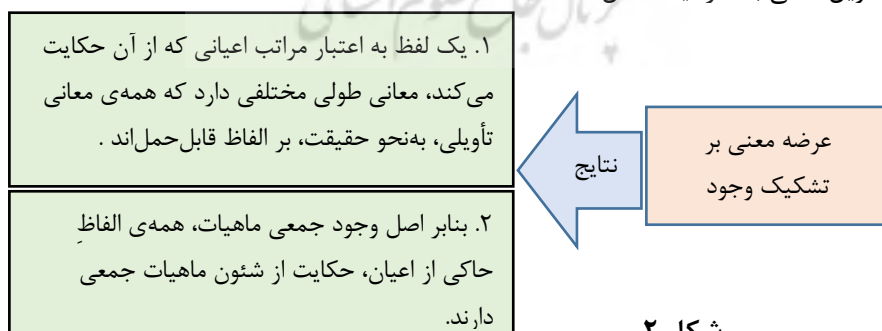 ۱. یک لفظ به اعتبار مراتب اعیانی که از آن حکایت
می‌کند، معانی طولی مختلفی دارد که همه‌ی معانی
تأویلی، به‌نحو حقیقت، بر الفاظ قابل‌حمل‌اند .
عرضه معنی بر
تشکیک وجود
نتایج
۲. بنابر اصل وجود جمعی ماهیات، همه‌ی الفاظِ
حاکی از اعیان، حکایت از شئون ماهیات جمعی
دارند.